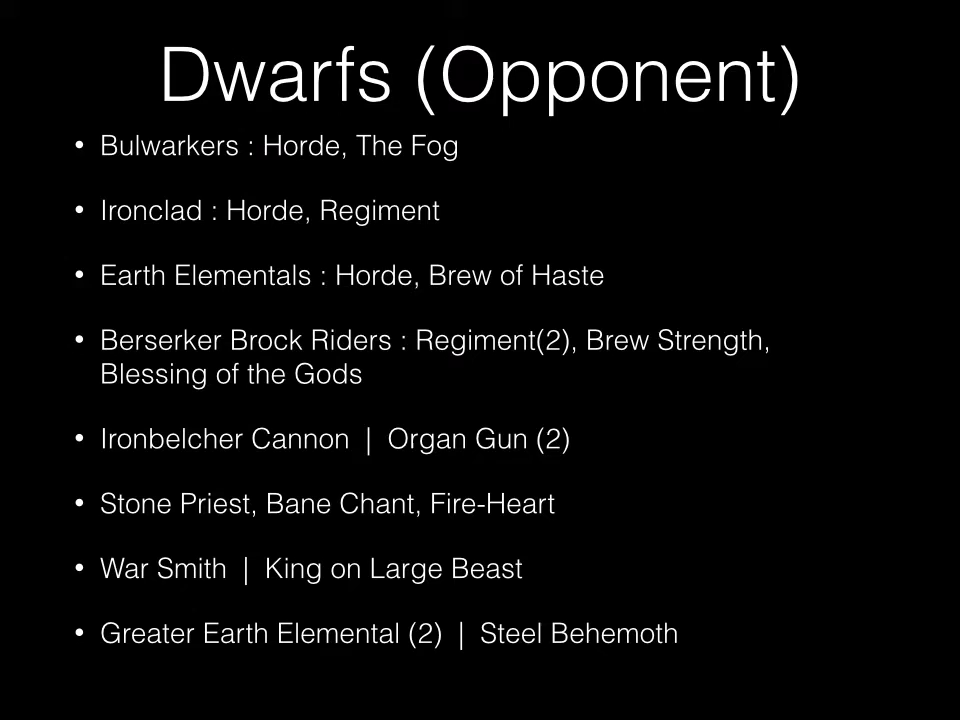 Dwarfs (Opponent)
• Bulwarkers : Horde, The Fog
• Ironclad : Horde, Regiment
• Earth Elementals : Horde, Brew of Haste
• Berserker Brock Riders : Regiment(2), Brew Strength,
Blessing of the Gods
• Ironbelcher Cannon | Organ Gun (2)
• Stone Priest, Bane Chant, Fire-Heart
• War Smith | King on Large Beast
• Greater Earth Elemental (2) | Steel Behemoth